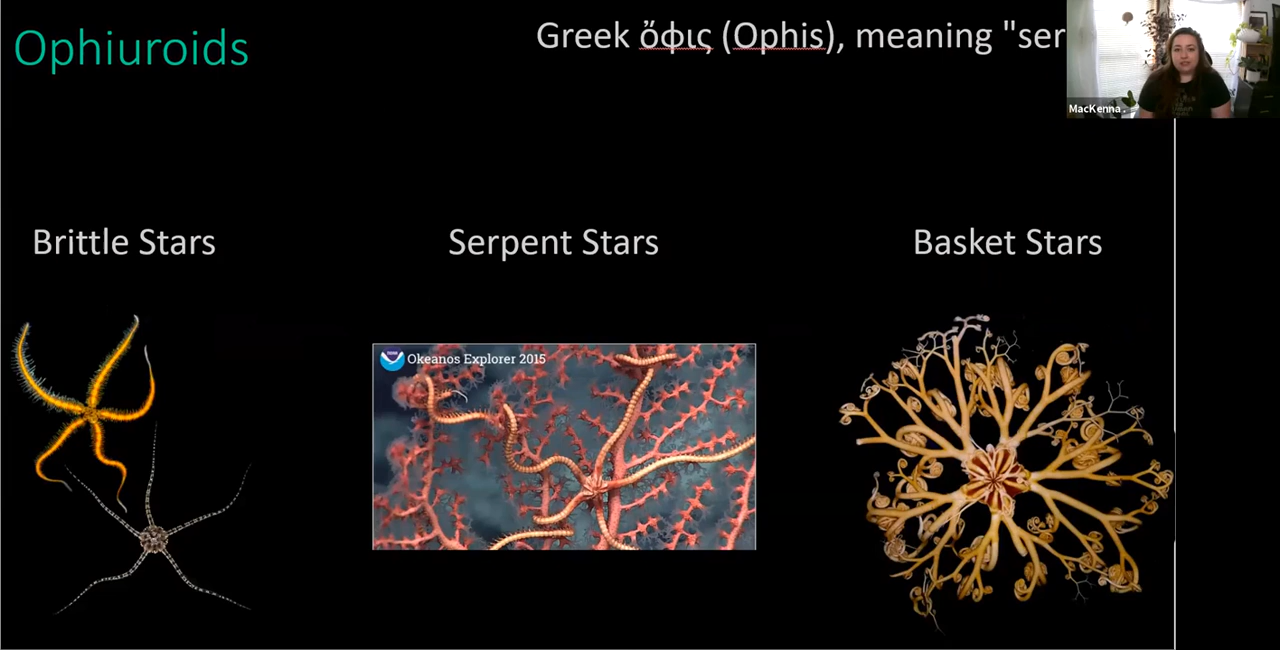 Ophiuroids
Greek ὄφις (Ophis), meaning "ser
MacKenna .
Brittle Stars
Serpent Stars
Basket Stars
Okeanos Explorer 2015